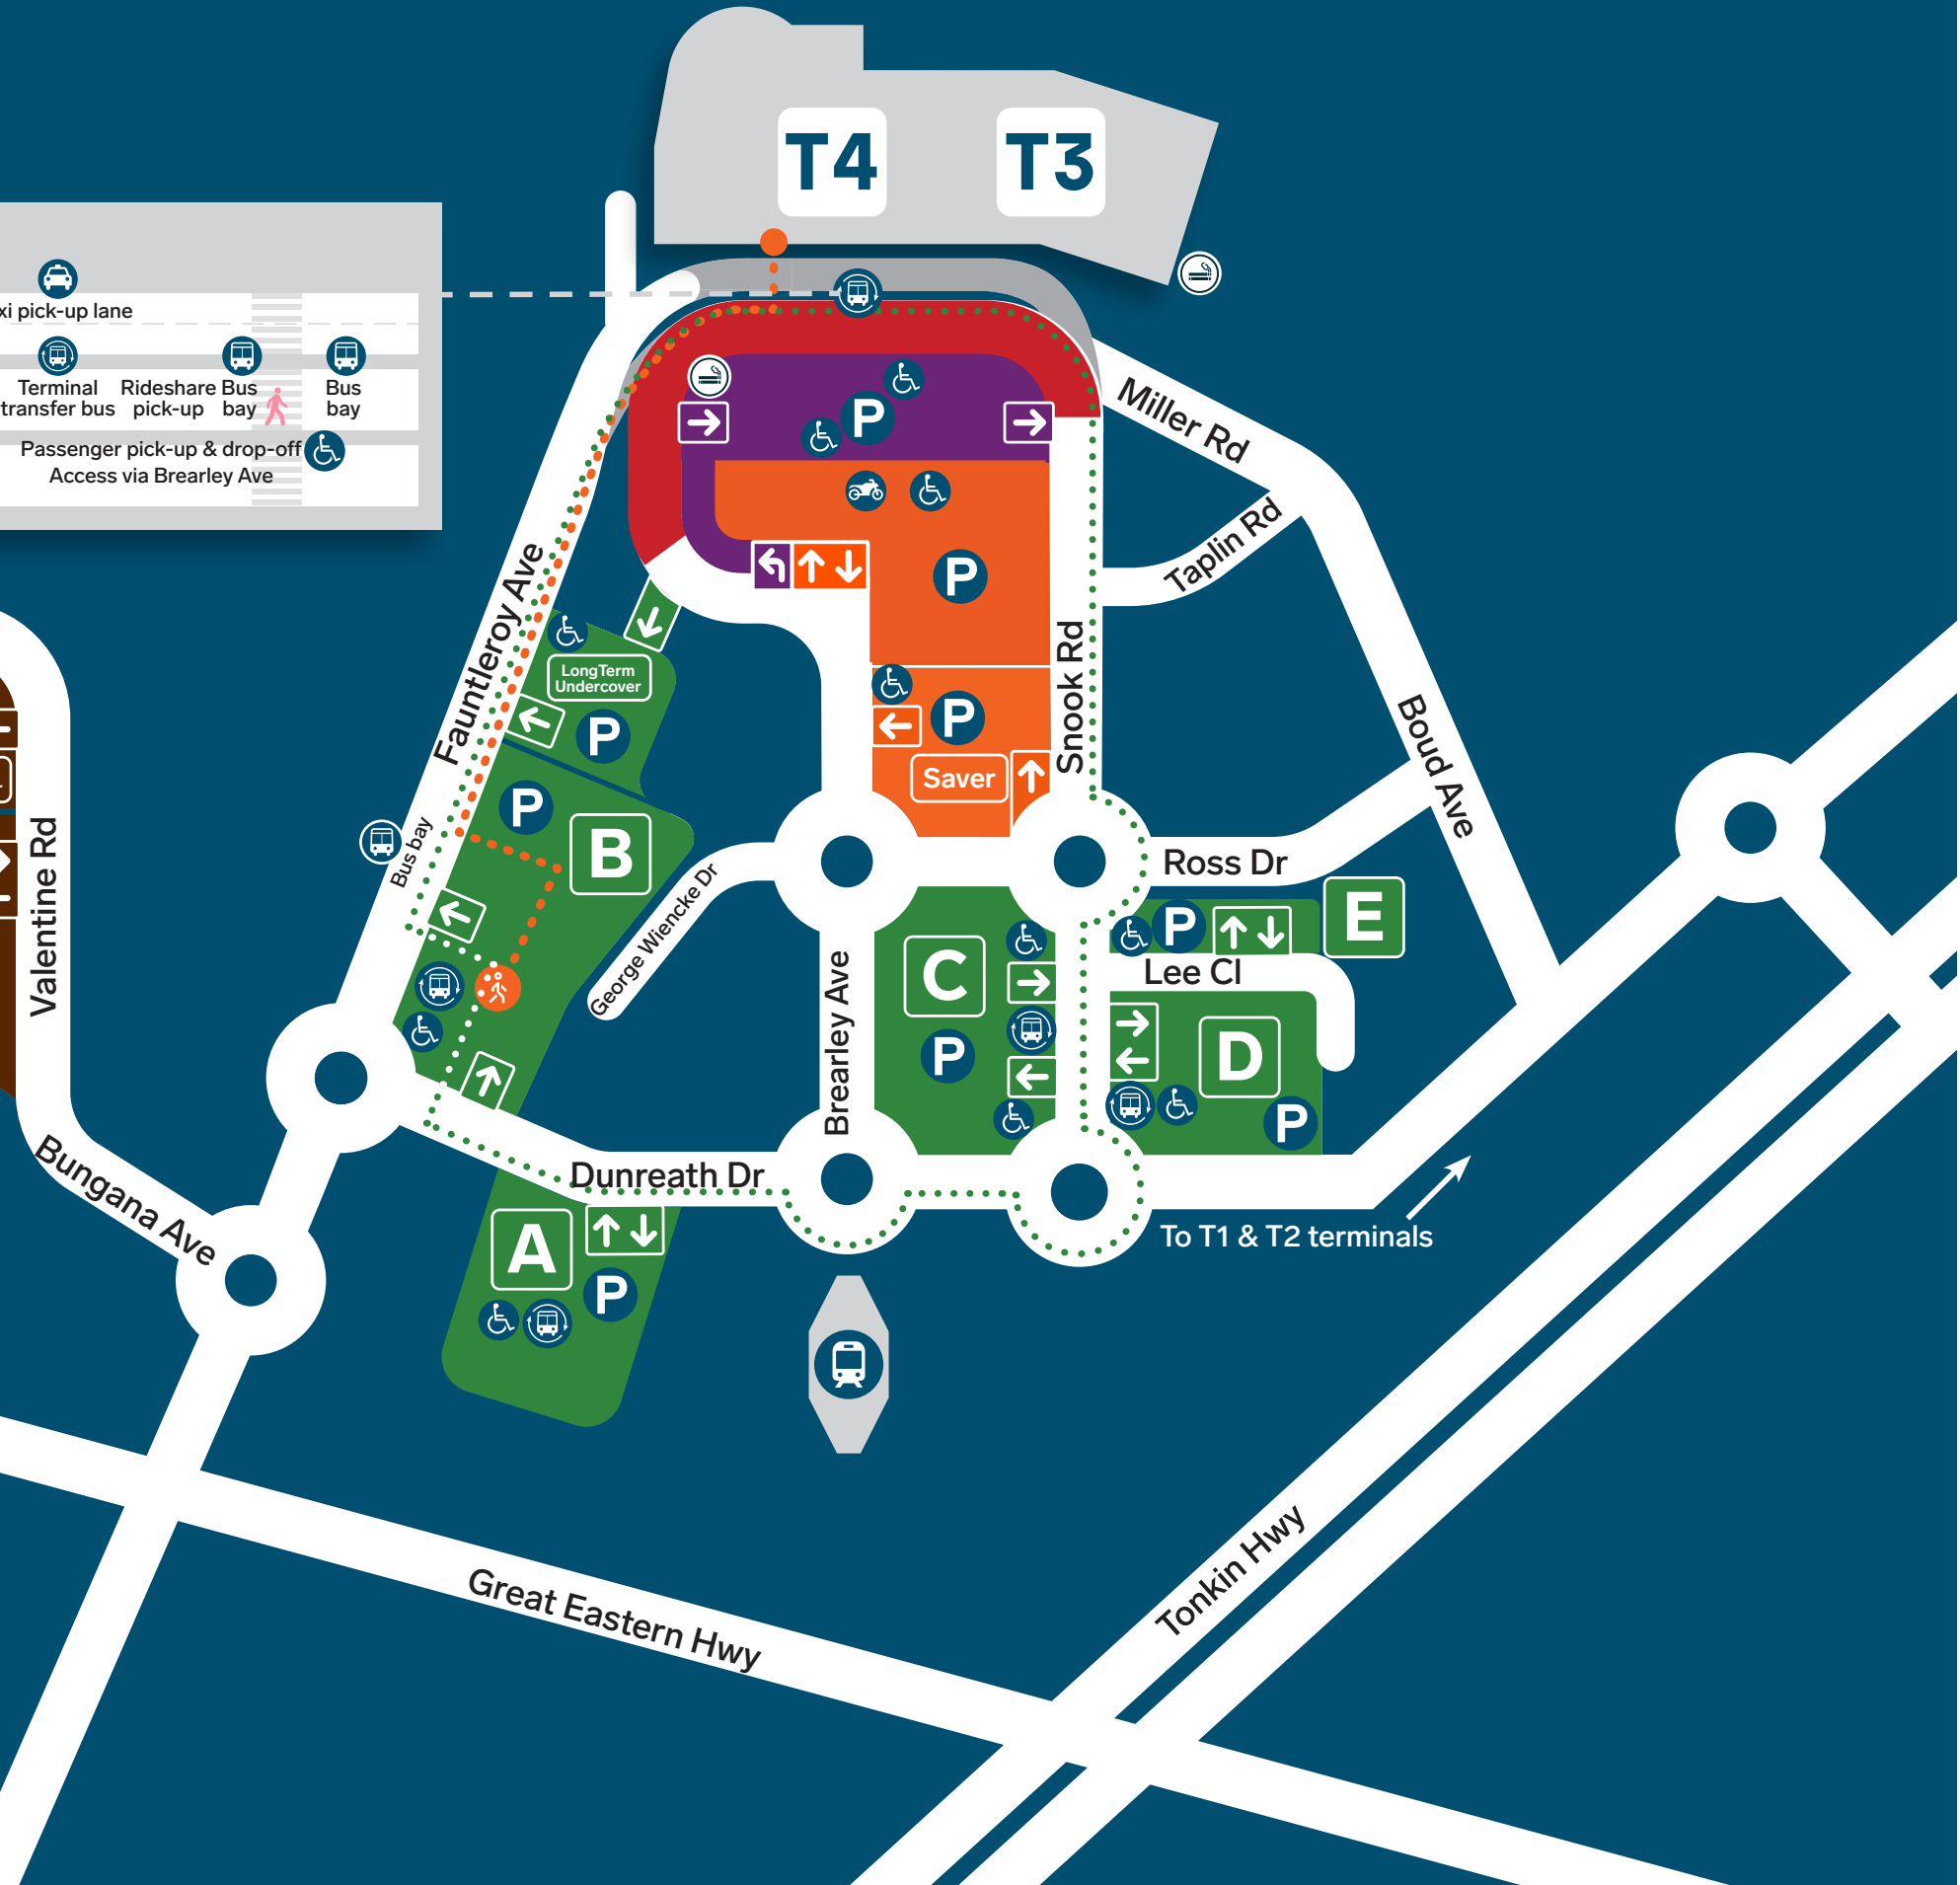 T4
T3
xi pick-up lane
Terminal
transfer bus
Rideshare
pick-up
Bus
bay
Bus
bay
Passenger pick-up & drop-off
Access via Brearley Ave
Miller Rd
Taplin Rd
P
P
Fauntleroy Ave
LongTerm
Undercover
P
P
Saver
Snook Rd
Boud Ave
Valentine Rd
Bus bay
P
B
George Wiencke Dr
Ross Dr
E
P
Lee Cl
C
P
Brearley Ave
D
P
Bungana Ave
Dunreath Dr
A
P
To T1 & T2 terminals
Great Eastern Hwy
Tonkin Hwy